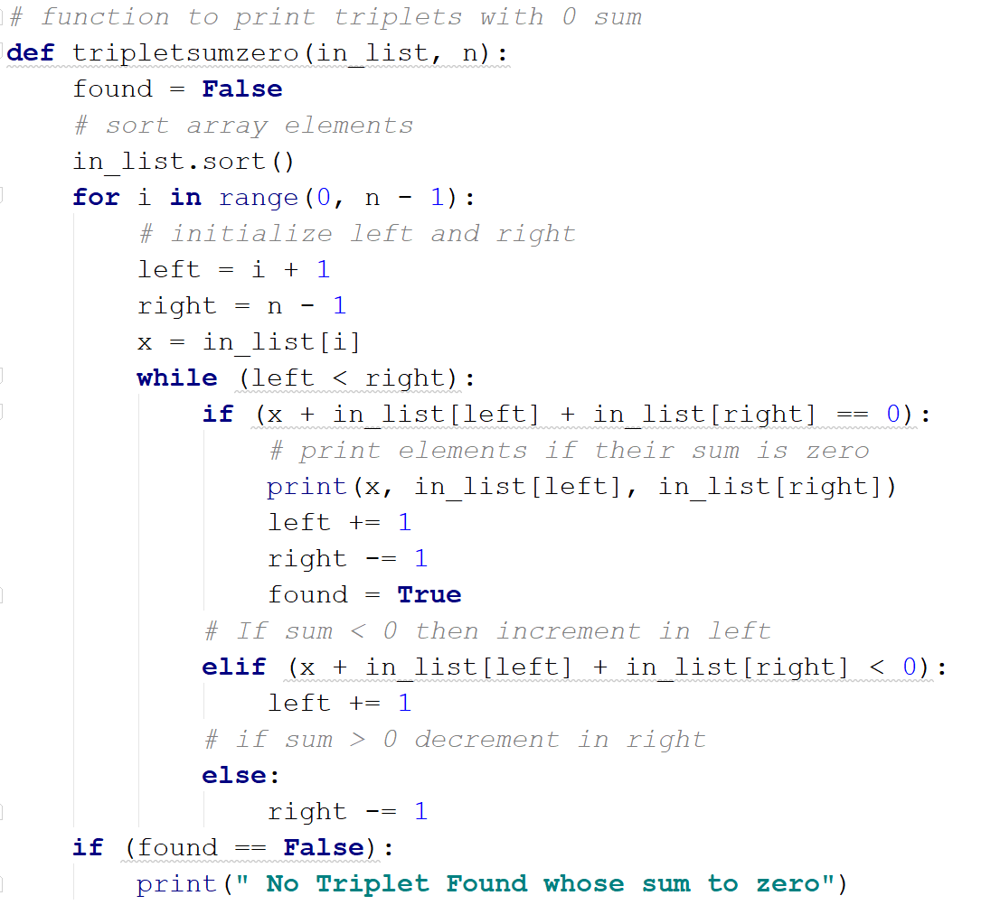 # function to print triplets with 0 sum
def tripletsumzero(in_list, n):
    found = False
    # sort array elements
    in_list.sort()
    for i in range(0, n - 1):
        # initialize left and right
        left = i + 1
        right = n - 1
        x = in_list[i]
        while (left < right):
            if (x + in_list[left] + in_list[right] == 0):
                # print elements if their sum is zero
                print(x, in_list[left], in_list[right])
                left += 1
                right -= 1
                found = True
            # If sum < 0 then increment in left
            elif (x + in_list[left] + in_list[right] < 0):
                left += 1
            # if sum > 0 decrement in right
            else:
                right -= 1
    if (found == False):
        print(" No Triplet Found whose sum to zero")